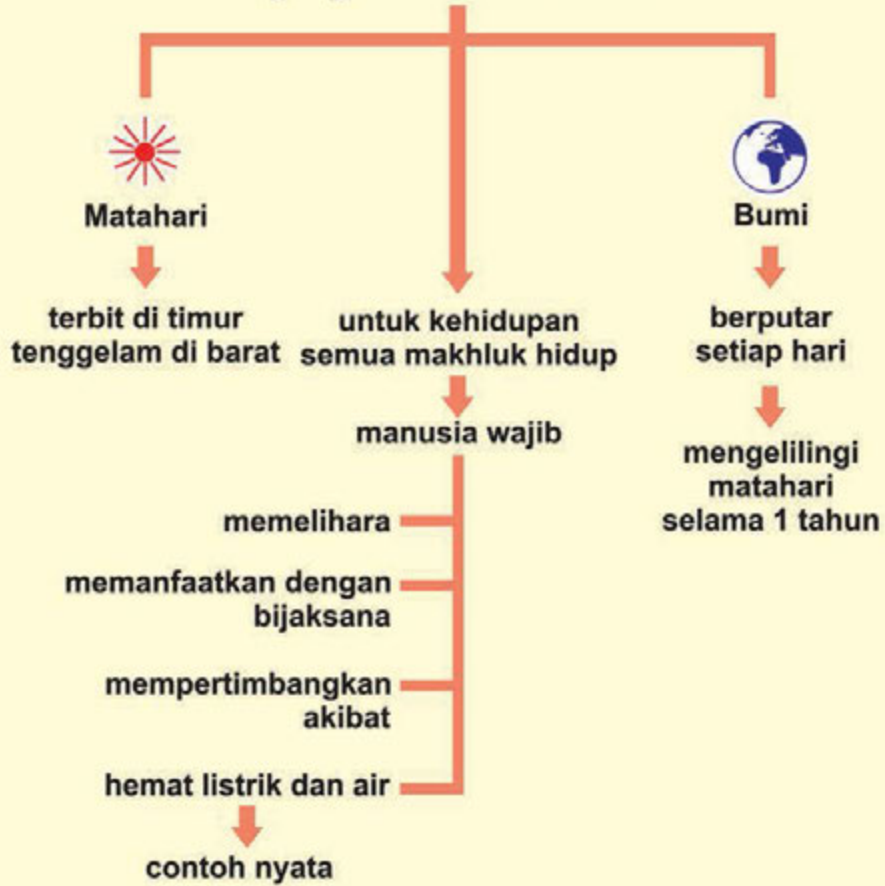 Matahari
terbit di timur
tenggelam di barat
untuk kehidupan
semua makhluk hidup
manusia wajib
memelihara
memanfaatkan dengan
bijaksana
mempertimbangkan
akibat
hemat listrik dan air
contoh nyata
Bumi
berputar
setiap hari
mengelilingi
matahari
selama 1 tahun